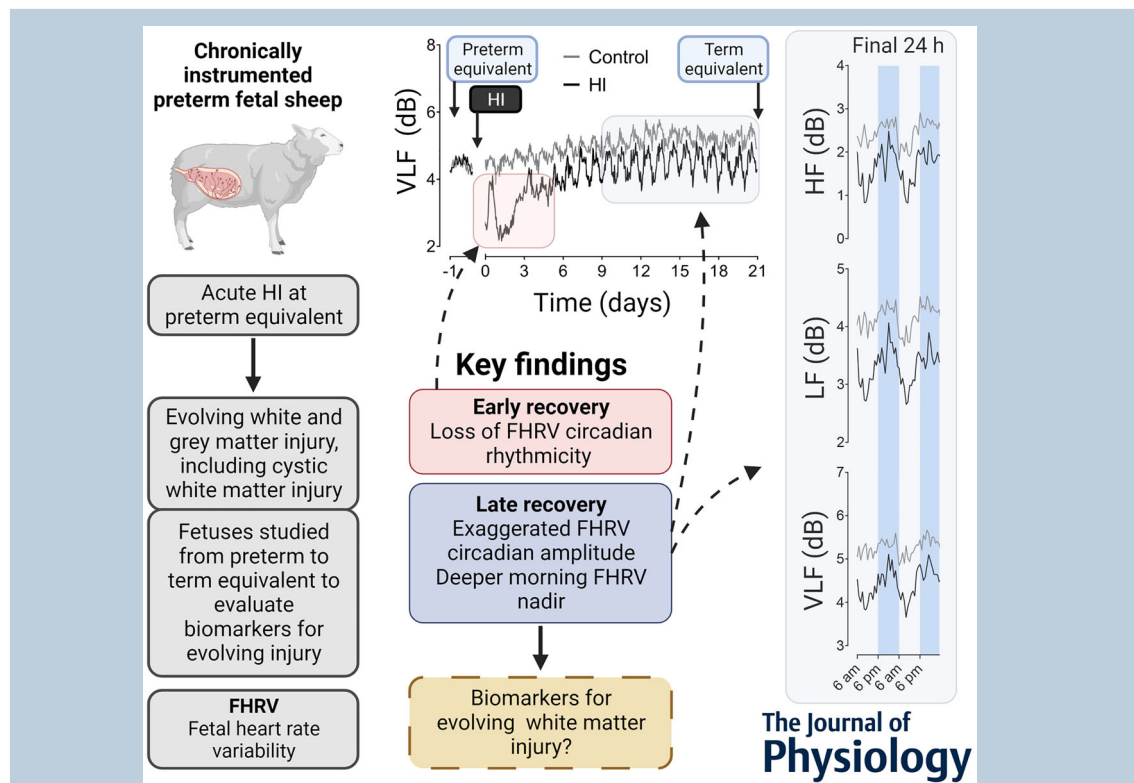 Chronically
instrumented
preterm fetal sheep
Acute HI at
preterm equivalent
Evolving white and
grey matter injury,
including cystic
white matter injury
Fetuses studied
from preterm to
term equivalent to
evaluate
biomarkers for
evolving injury
FHRV
Fetal heart rate
variability
Preterm
equivalent
HI
Control
HI
Term
equivalent
VLF (dB)
8
6
4
2
-1 0 3 6 9 12 15 18 21
Time (days)
Key findings
Early recovery
Loss of FHRV circadian
rhythmicity
Late recovery
Exaggerated FHRV
circadian amplitude
Deeper morning FHRV
nadir
Biomarkers for
evolving white matter
injury?
Final 24 h
HF (dB)
4
3
2
1
0
LF (dB)
5
4
3
2
VLF (dB)
7
6
5
4
3
6 am 6 pm 6 am 6 pm
The Journal of
Physiology